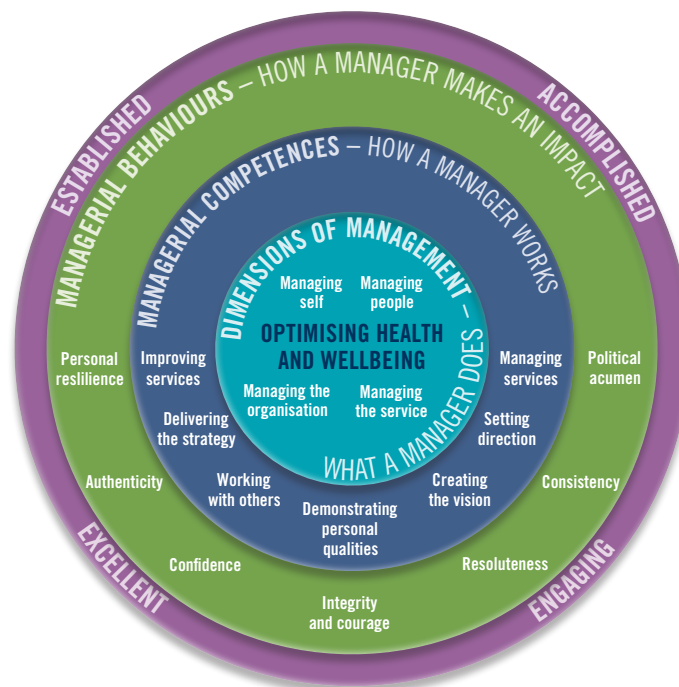 ESTABLISHED
ACCOMPLISHED
EXCELLENT
ENGAGING
MANAGERIAL BEHAVIOURS – HOW A MANAGER MAKES AN IMPACT
MANAGERIAL COMPETENCES – HOW A MANAGER WORKS
DIMENSIONS OF MANAGEMENT – WHAT A MANAGER DOES
Managing
self
Managing
people
OPTIMISING HEALTH
AND WELLBEING
Managing the
organisation
Managing
the service
Improving
services
Delivering
the strategy
Working
with others
Demonstrating
personal
qualities
Creating
the vision
Setting
direction
Managing
services
Personal
reslilience
Authenticity
Confidence
Integrity
and courage
Resoluteness
Consistency
Political
acumen